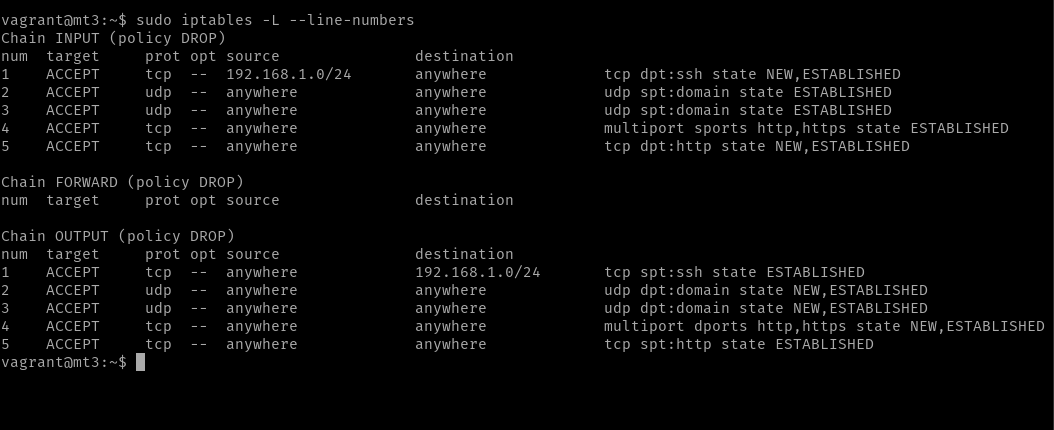 vagrant@mt3:~$ sudo iptables -L --line-numbers
Chain INPUT (policy DROP)
num  target     prot opt source               destination
1    ACCEPT     tcp  --  192.168.1.0/24       anywhere             tcp dpt:ssh state NEW,ESTABLISHED
2    ACCEPT     udp  --  anywhere             anywhere             udp spt:domain state ESTABLISHED
3    ACCEPT     udp  --  anywhere             anywhere             udp spt:domain state ESTABLISHED
4    ACCEPT     tcp  --  anywhere             anywhere             multiport sports http,https state ESTABLISHED
5    ACCEPT     tcp  --  anywhere             anywhere             tcp dpt:http state NEW,ESTABLISHED

Chain FORWARD (policy DROP)
num  target     prot opt source               destination

Chain OUTPUT (policy DROP)
num  target     prot opt source               destination
1    ACCEPT     tcp  --  anywhere             192.168.1.0/24       tcp spt:ssh state ESTABLISHED
2    ACCEPT     udp  --  anywhere             anywhere             udp dpt:domain state NEW,ESTABLISHED
3    ACCEPT     udp  --  anywhere             anywhere             udp dpt:domain state NEW,ESTABLISHED
4    ACCEPT     tcp  --  anywhere             anywhere             multiport dports http,https state NEW,ESTABLISHED
5    ACCEPT     tcp  --  anywhere             anywhere             tcp spt:http state ESTABLISHED
vagrant@mt3:~$